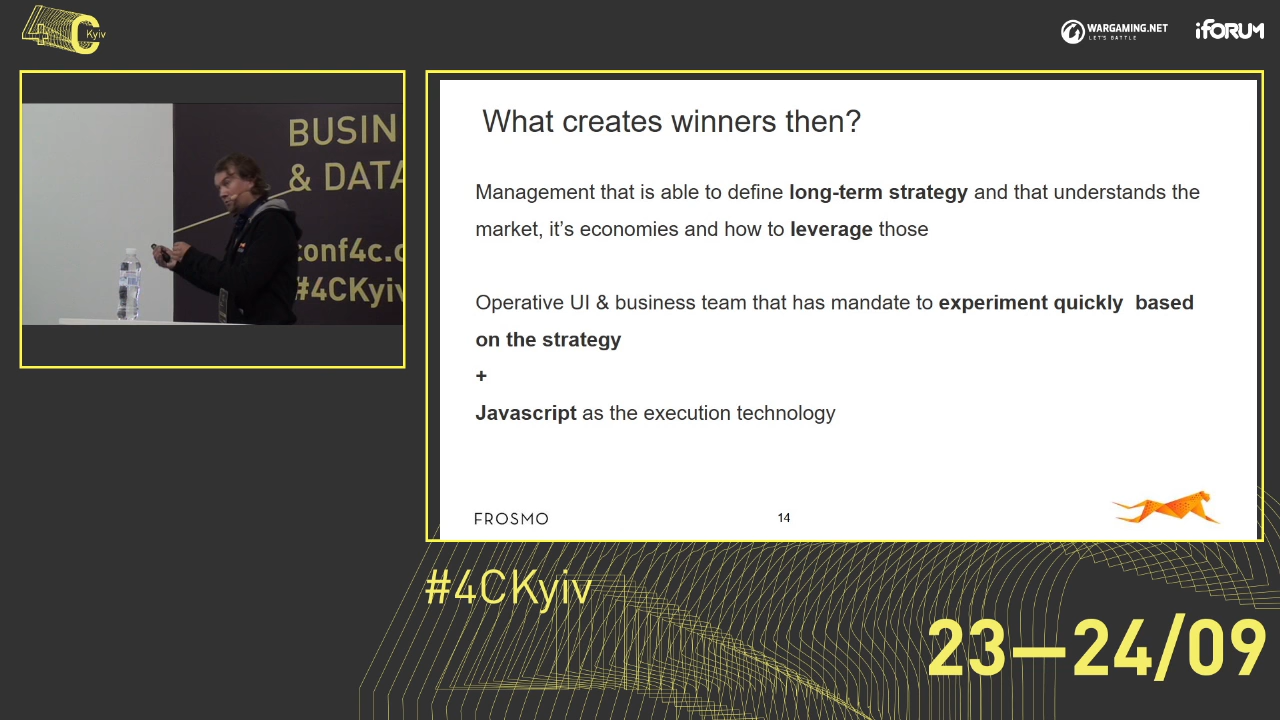 4C Kyiv
WARGAMING.NET
LET'S BATTLE
iFORUM
BUSIN
& DATA
conf4c.c
#4CKyiv
What creates winners then?
Management that is able to define long-term strategy and that understands the
market, it's economies and how to leverage those
Operative UI & business team that has mandate to experiment quickly based
on the strategy
+
Javascript as the execution technology
FROSMO
14
#4CKyiv
23—24/09